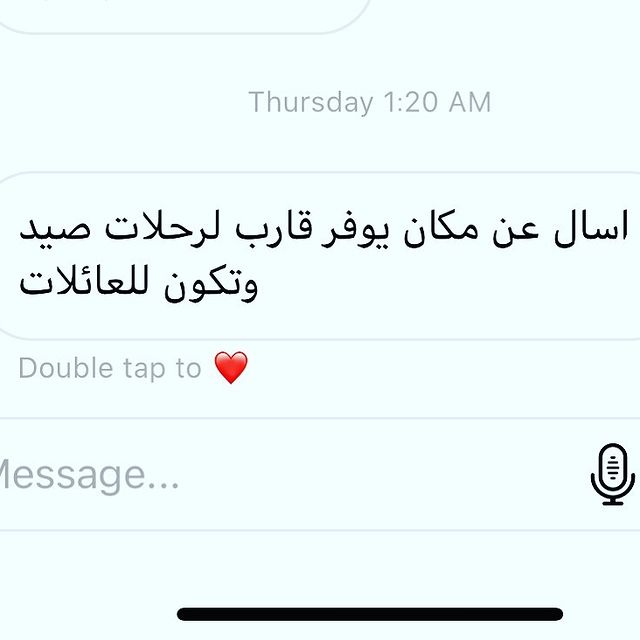 Thursday 1:20 AM
اسال عن مكان يوفر قارب لرحلات صيد
وتكون للعائلات
Double tap to ❤️
Message...